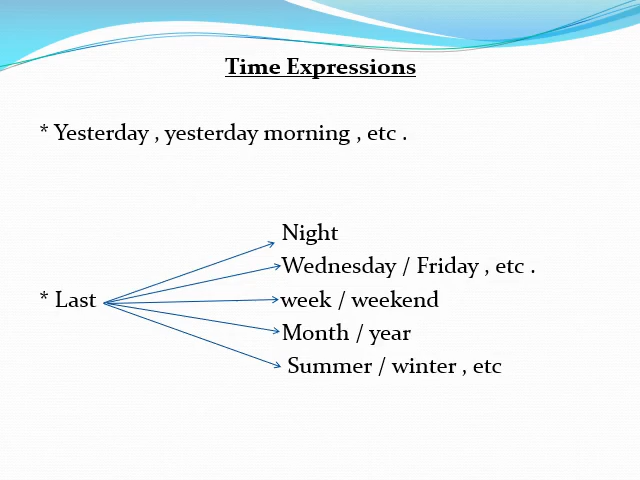 Time Expressions
* Yesterday , yesterday morning , etc .
Night
Wednesday / Friday , etc .
* Last week / weekend
Month / year
Summer / winter , etc